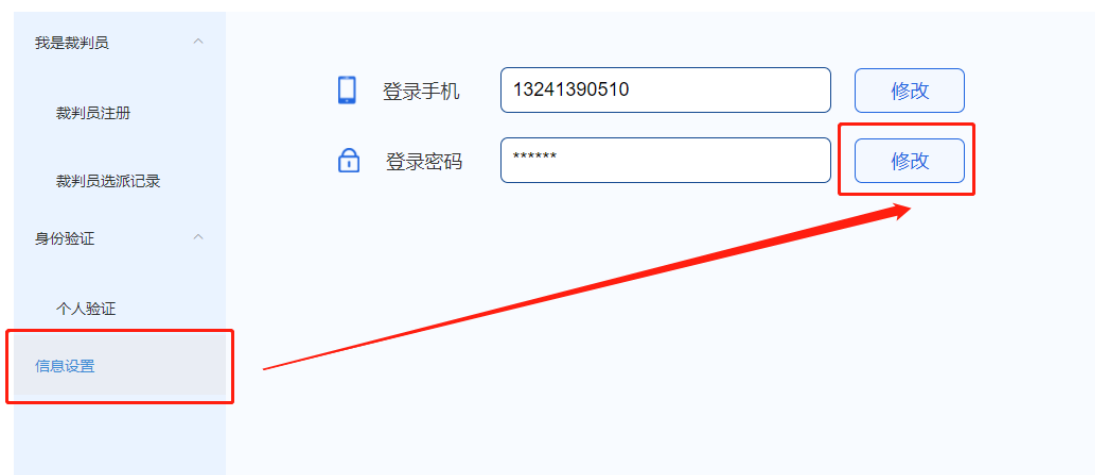 我是裁判员
裁判员注册
裁判员选派记录
身份验证
个人验证
信息设置
登录手机 13241390510 修改
登录密码 ****** 修改